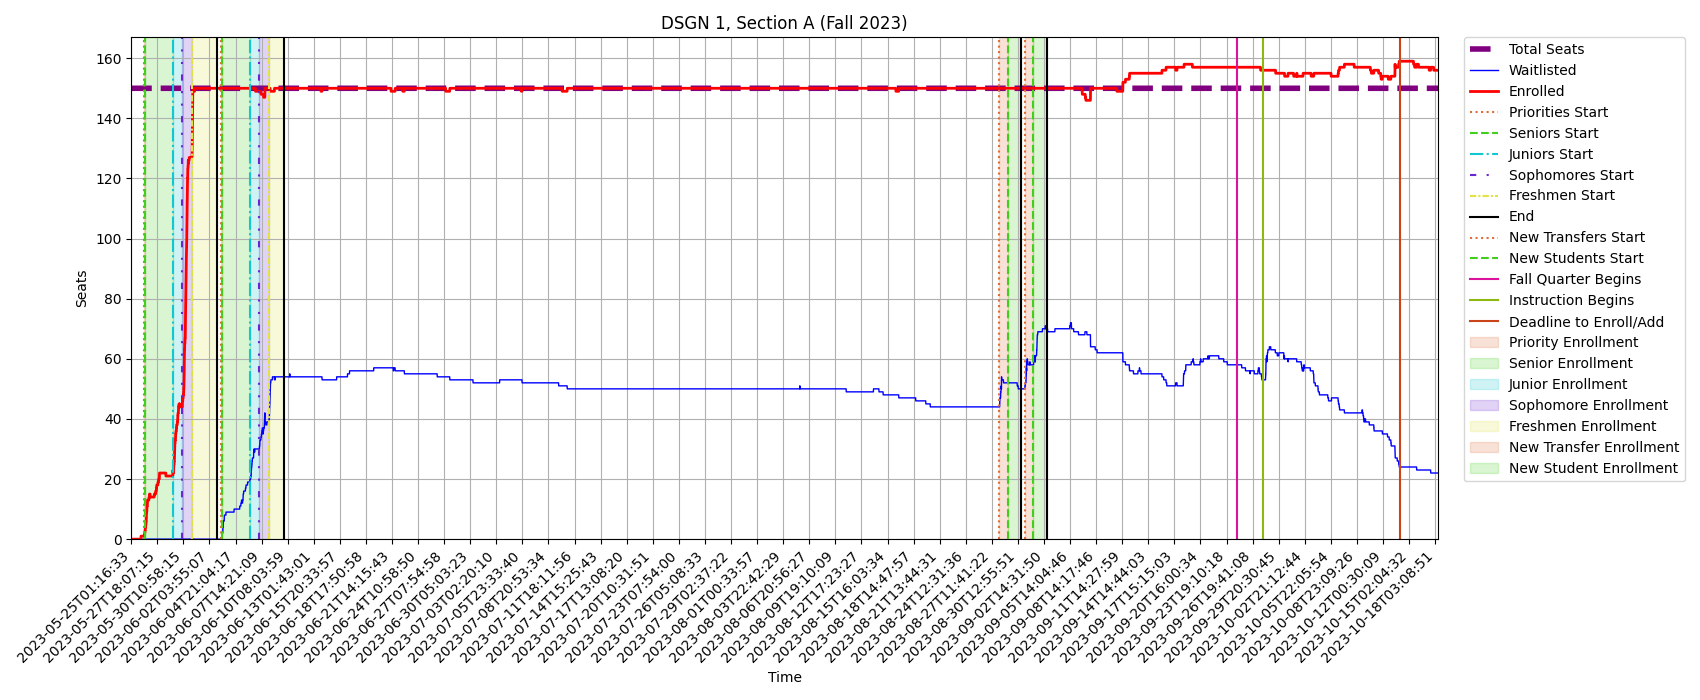 DSGN 1, Section A (Fall 2023)
Seats
160
140
120
100
80
60
40
20
0
2023-05-25T01:16:33
2023-05-27T18:07:15
2023-05-30T10:58:15
2023-06-02T03:55:07
2023-06-04T21:04:17
2023-06-07T14:21:09
2023-06-10T08:03:59
2023-06-13T01:43:01
2023-06-15T20:33:57
2023-06-18T17:50:58
2023-06-21T14:15:43
2023-06-24T10:58:50
2023-06-27T07:54:58
2023-06-30T05:03:23
2023-07-03T02:20:10
2023-07-05T23:33:40
2023-07-08T20:53:34
2023-07-11T18:11:56
2023-07-14T15:25:43
2023-07-17T13:08:20
2023-07-20T10:31:51
2023-07-23T07:54:00
2023-07-26T05:08:33
2023-07-29T02:37:22
2023-08-01T00:33:57
2023-08-03T22:42:29
2023-08-06T20:56:27
2023-08-09T19:10:09
2023-08-12T17:23:27
2023-08-15T16:03:34
2023-08-18T14:47:57
2023-08-21T13:44:31
2023-08-24T12:31:36
2023-08-27T11:41:22
2023-08-30T12:55:51
2023-09-02T14:31:50
2023-09-05T14:04:46
2023-09-08T14:17:46
2023-09-11T14:27:59
2023-09-14T14:44:03
2023-09-17T15:15:03
2023-09-20T16:00:34
2023-09-23T19:10:18
2023-09-26T19:41:08
2023-09-29T20:30:45
2023-10-02T21:12:44
2023-10-05T22:05:54
2023-10-08T23:09:26
2023-10-12T00:30:09
2023-10-15T02:04:32
2023-10-18T03:08:51
Time
Total Seats
Waitlisted
Enrolled
Priorities Start
Seniors Start
Juniors Start
Sophomores Start
Freshmen Start
End
New Transfers Start
New Students Start
Fall Quarter Begins
Instruction Begins
Deadline to Enroll/Add
Priority Enrollment
Senior Enrollment
Junior Enrollment
Sophomore Enrollment
Freshmen Enrollment
New Transfer Enrollment
New Student Enrollment